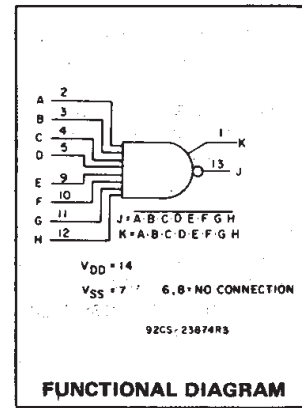 A 2
B 3
C 4
D 5
E 9
F 10
G 11
H 12
1 K
13 J
J=A·B·C·D·E·F·G·H
K=A·B·C·D·E·F·G·H
VDD = 14
VSS = 7 6,8=NO CONNECTION
92CS-23874R3
FUNCTIONAL DIAGRAM